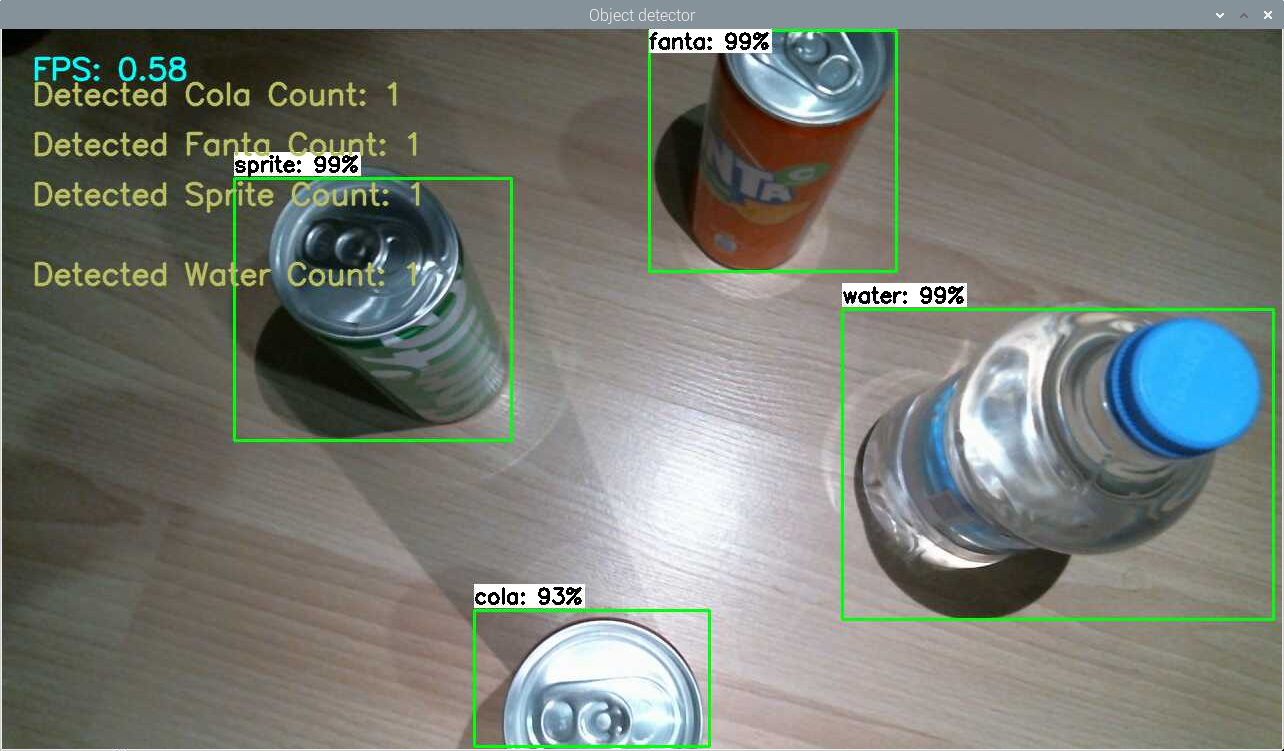 Object detector
fanta: 99%
FPS: 0.58
Detected Cola Count: 1
Detected Fanta Count: 1
sprite: 99%
Detected Sprite Count: 1
Detected Water Count: 1
water: 99%
cola: 93%